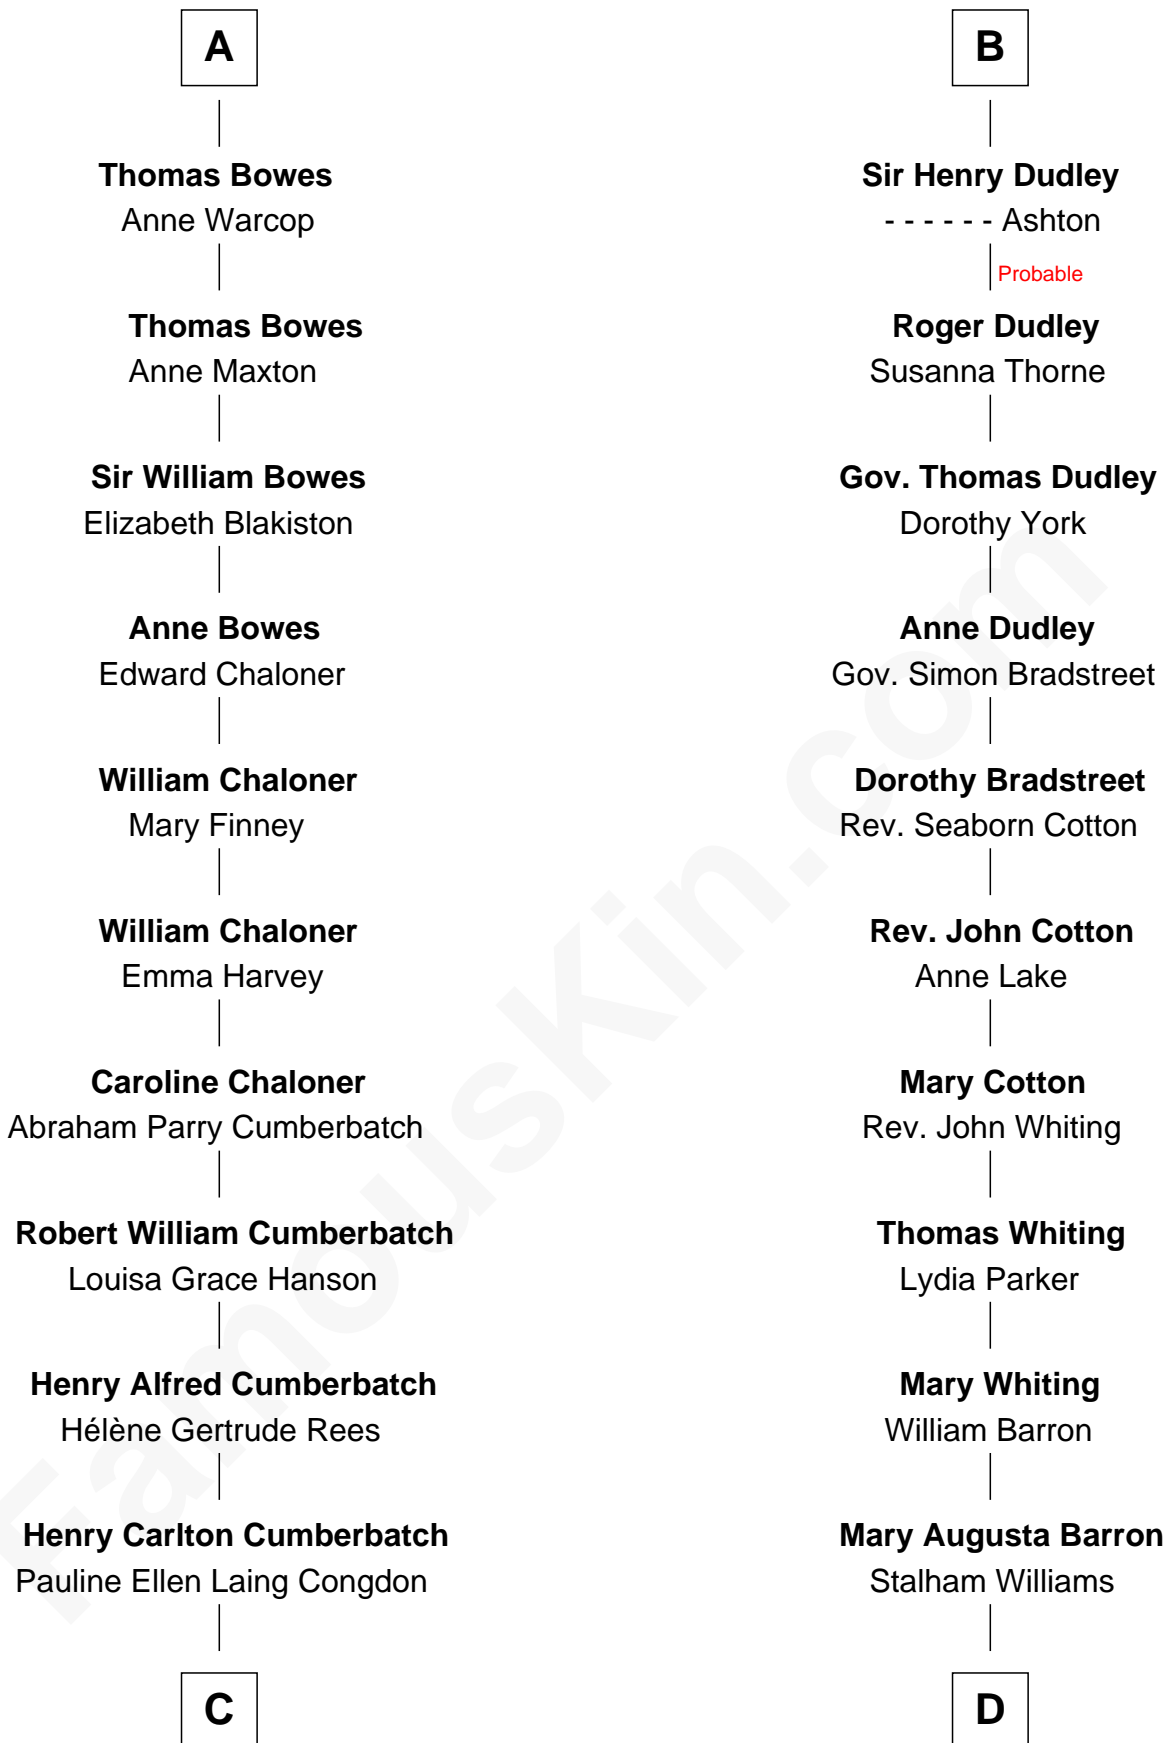 A
Thomas Bowes
Anne Warcop
Thomas Bowes
Anne Maxton
Sir William Bowes
Elizabeth Blakiston
Anne Bowes
Edward Chaloner
William Chaloner
Mary Finney
William Chaloner
Emma Harvey
Caroline Chaloner
Abraham Parry Cumberbatch
Robert William Cumberbatch
Louisa Grace Hanson
Henry Alfred Cumberbatch
Hélène Gertrude Rees
Henry Carlton Cumberbatch
Pauline Ellen Laing Congdon
C
B
Sir Henry Dudley
- - - - - - Ashton
Probable
Roger Dudley
Susanna Thorne
Gov. Thomas Dudley
Dorothy York
Anne Dudley
Gov. Simon Bradstreet
Dorothy Bradstreet
Rev. Seaborn Cotton
Rev. John Cotton
Anne Lake
Mary Cotton
Rev. John Whiting
Thomas Whiting
Lydia Parker
Mary Whiting
William Barron
Mary Augusta Barron
Stalham Williams
D
FamousKin.com